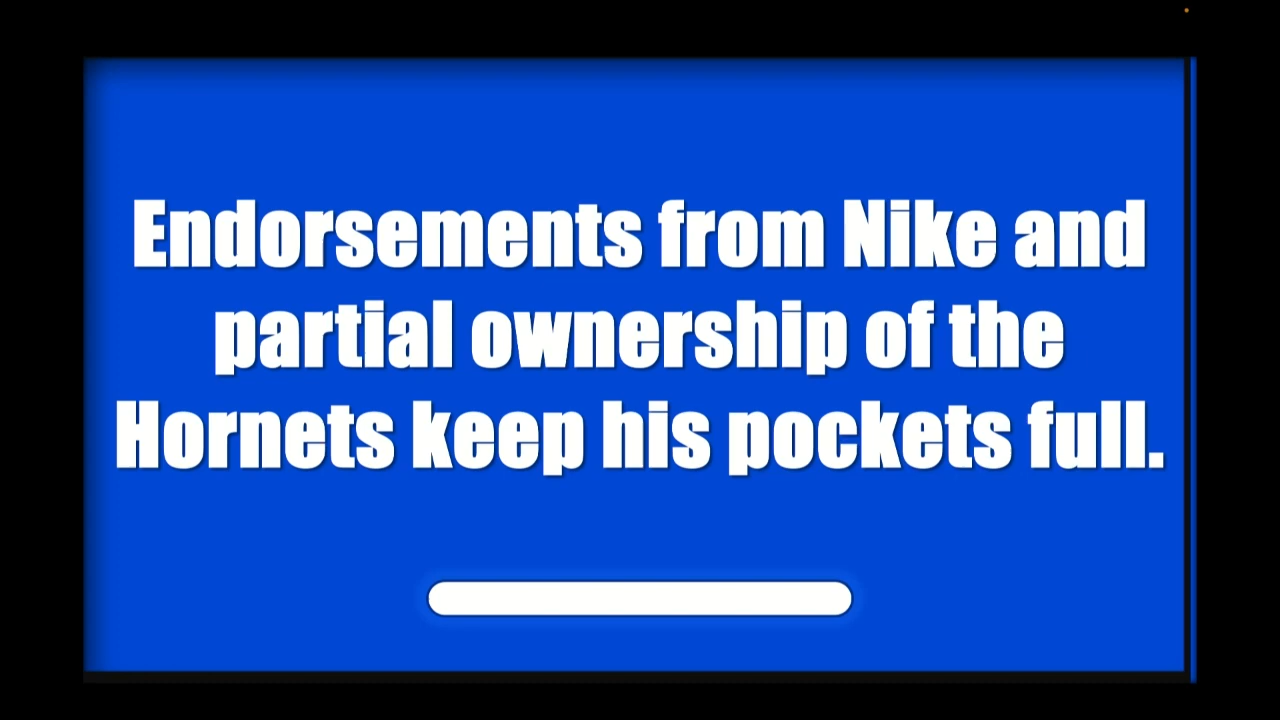 Endorsements from Nike and
partial ownership of the
Hornets keep his pockets full.